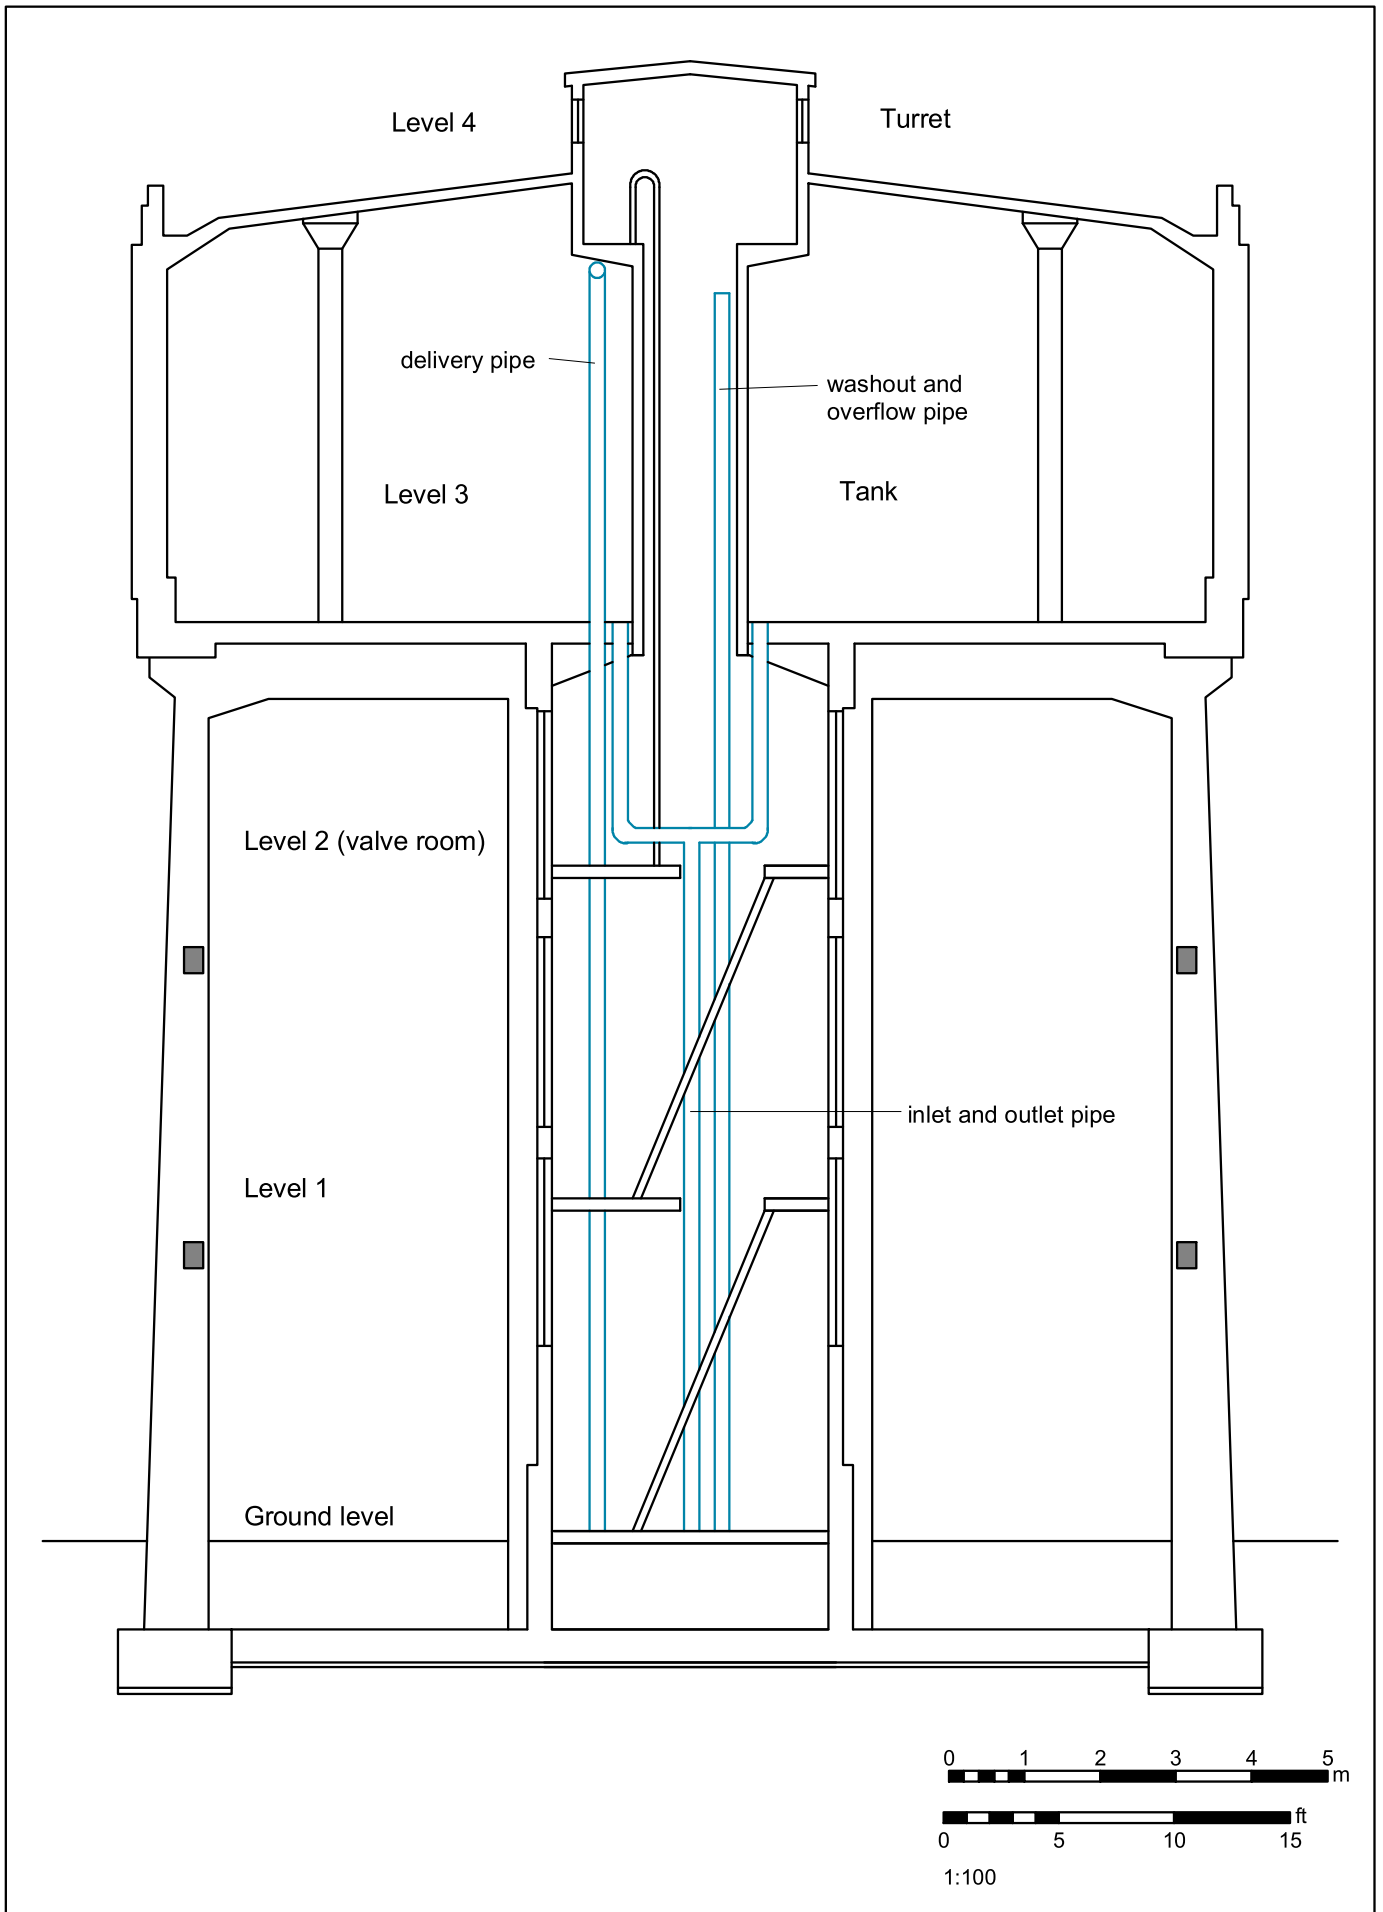 Level 4
Turret
delivery pipe
washout and
overflow pipe
Level 3
Tank
Level 2 (valve room)
inlet and outlet pipe
Level 1
Ground level
0 1 2 3 4 5
m
ft
0 5 10 15
1:100